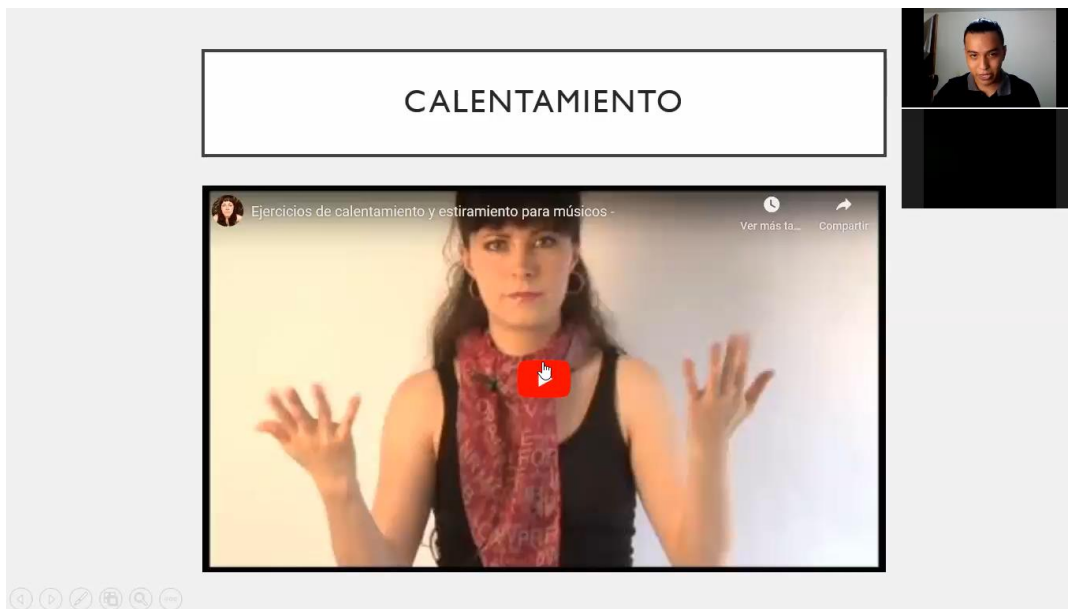 CALENTAMIENTO
Ejercicios de calentamiento y estiramiento para músicos -
Ver más ta...
Compartir